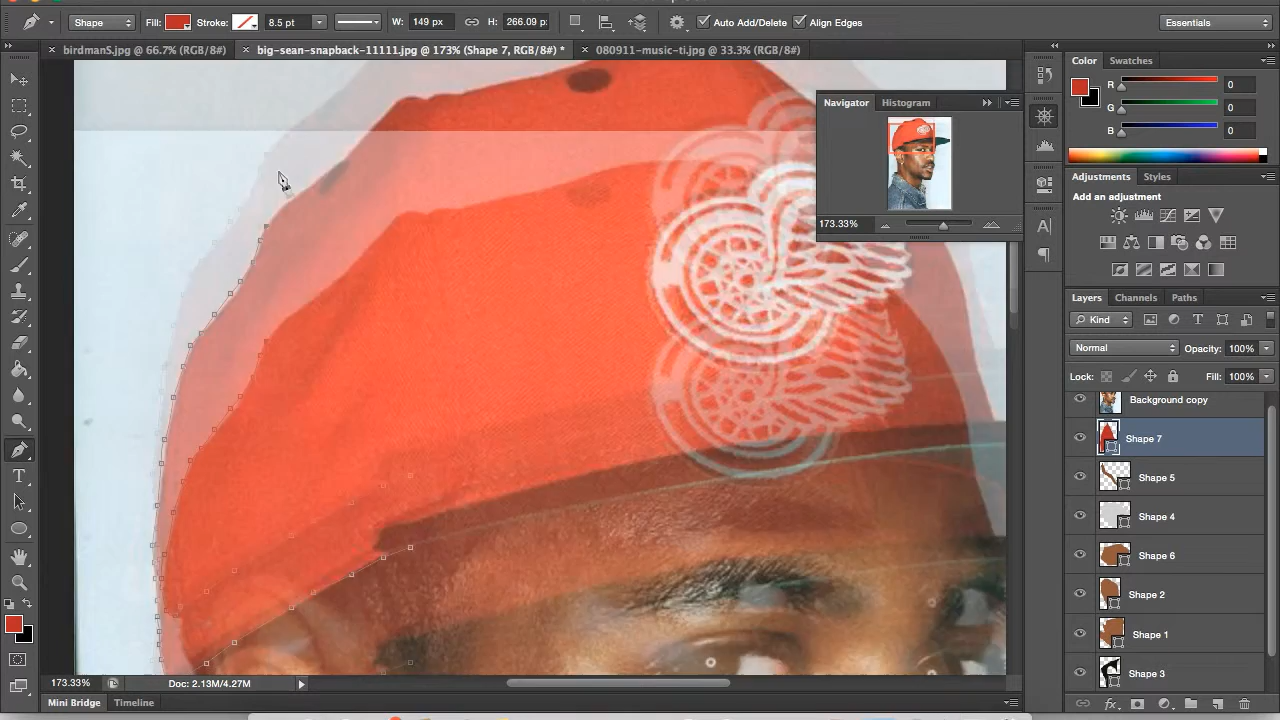 Shape Fill: Stroke: 8.5 pt W: 149 px H: 266.09 p: Auto Add/Delete Align Edges Essentials
birdmanS.jpg @ 66.7% (RGB/8#) big-sean-snapback-11111.jpg @ 173% (Shape 7, RGB/8#) * 080911-music-ti.jpg @ 33.3% (RGB/8#)
Color Swatches
R 0
G 0
B 0
Navigator Histogram
173.33%
Adjustments Styles
Add an adjustment
Layers Channels Paths
Kind
Normal Opacity: 100%
Lock: Fill: 100%
Background copy
Shape 7
Shape 5
Shape 4
Shape 6
Shape 2
Shape 1
Shape 3
173.33% Doc: 2.13M/4.27M
Mini Bridge Timeline